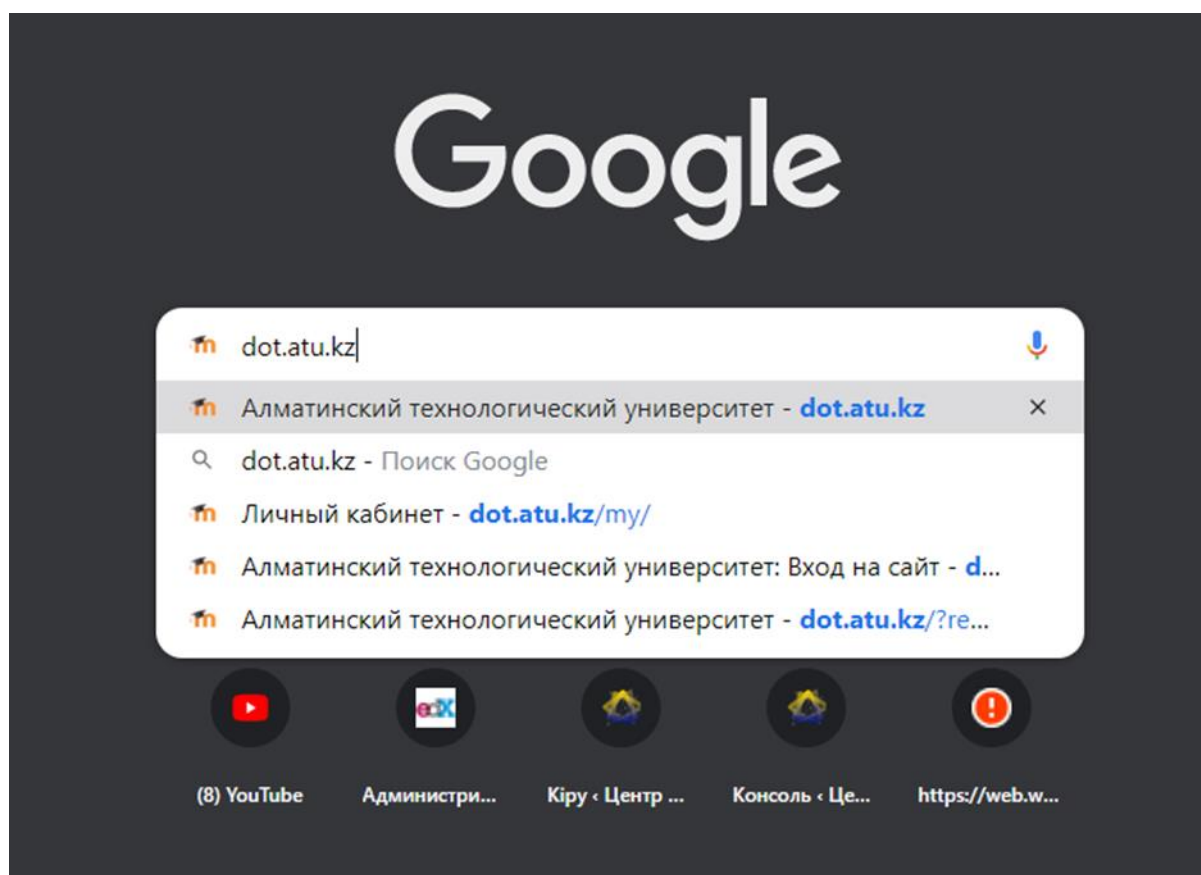 Google
dot.atu.kz
Алматинский технологический университет - dot.atu.kz
dot.atu.kz - Поиск Google
Личный кабинет - dot.atu.kz/my/
Алматинский технологический университет: Вход на сайт - d...
Алматинский технологический университет - dot.atu.kz/?re...
edX
(8) YouTube
Администри...
Кіру ‹ Центр ...
Консоль ‹ Це...
https://web.w...